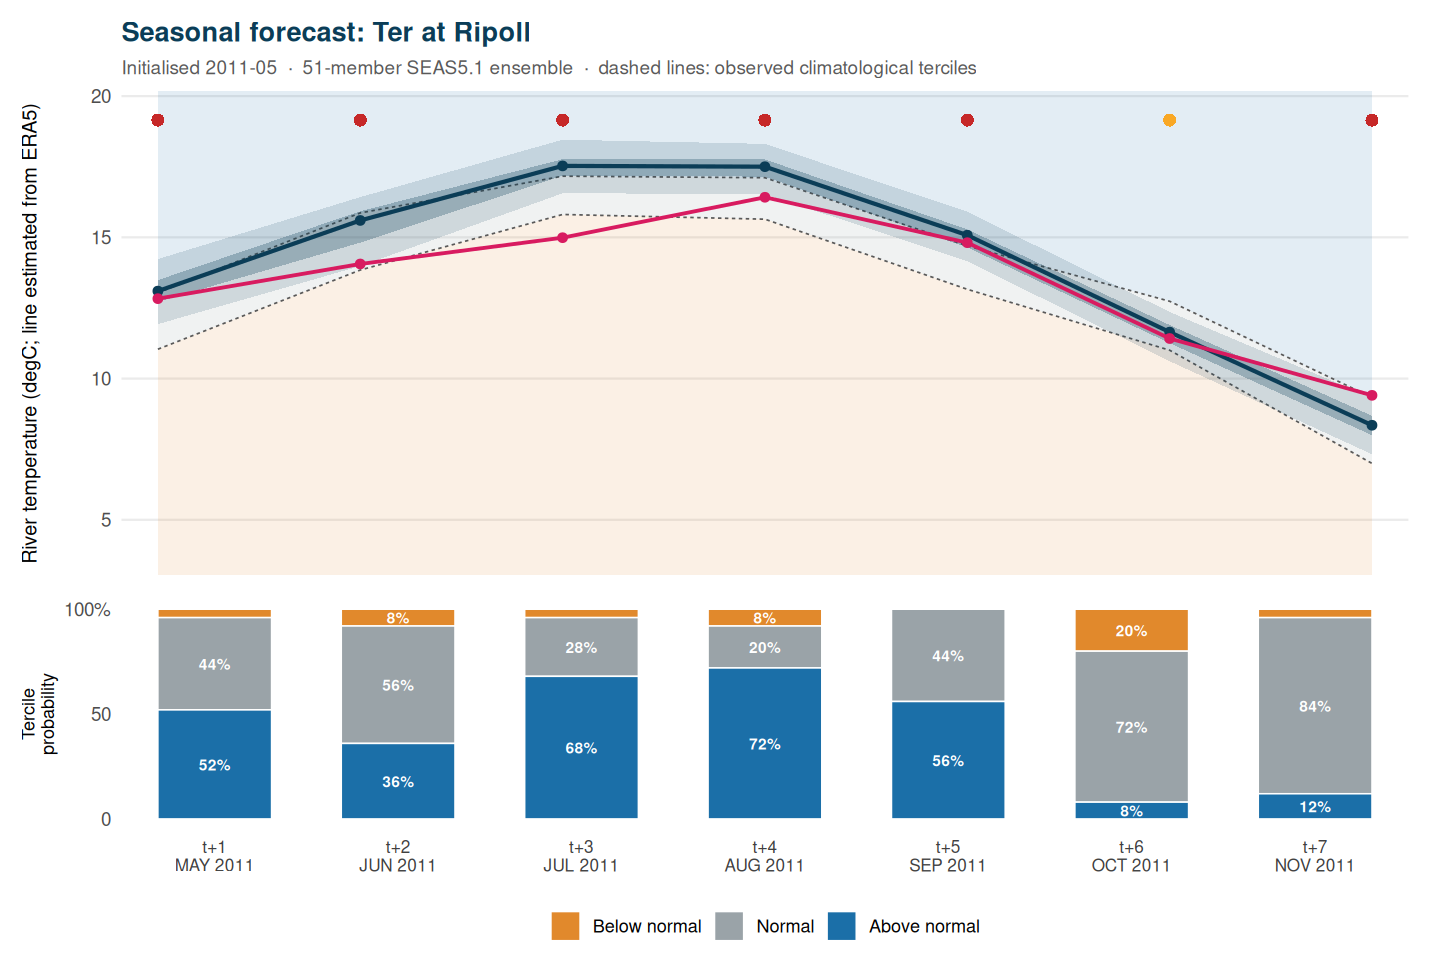 Seasonal forecast: Ter at Ripoll
Initialised 2011-05 · 51-member SEAS5.1 ensemble · dashed lines: observed climatological terciles
River temperature (degC; line estimated from ERA5)
20
15
10
5
Tercile
probability
100%
50
0
44%
52%
8%
56%
36%
28%
68%
8%
20%
72%
44%
56%
20%
72%
8%
84%
12%
t+1
MAY 2011
t+2
JUN 2011
t+3
JUL 2011
t+4
AUG 2011
t+5
SEP 2011
t+6
OCT 2011
t+7
NOV 2011
Below normal
Normal
Above normal